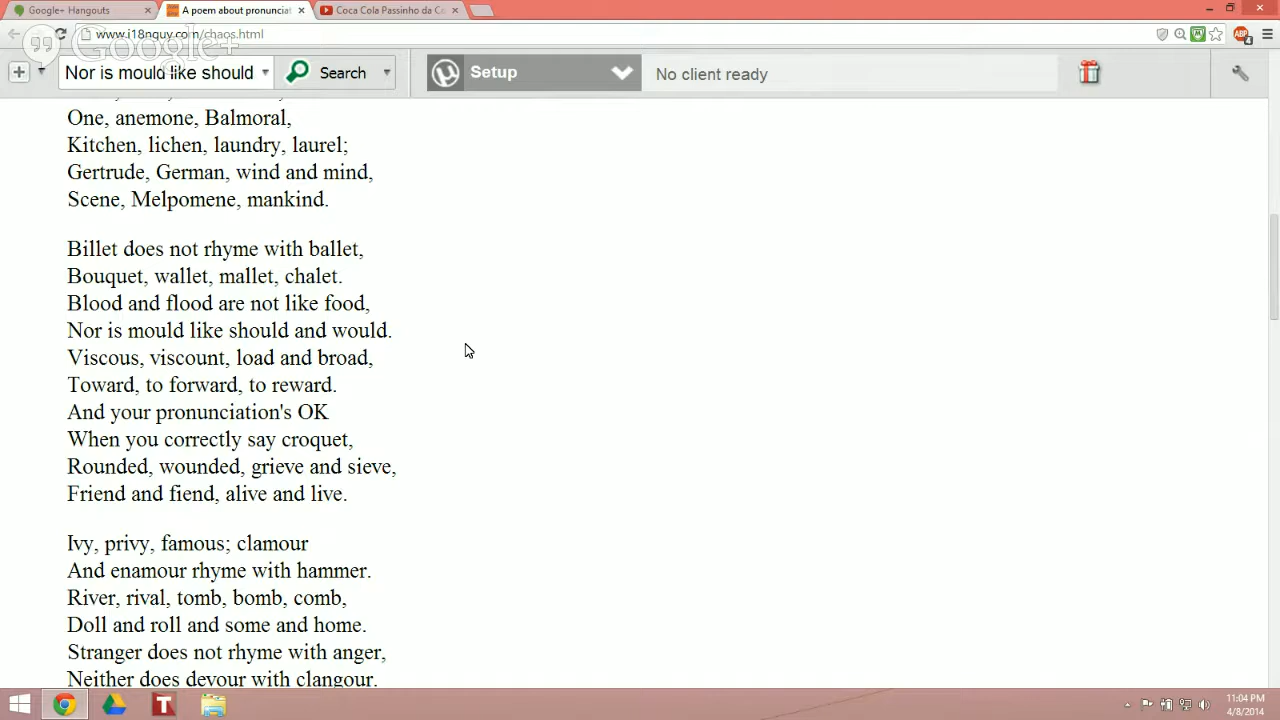 Google+ Hangouts
A poem about pronunciat
Coca Cola Passinho da C
www.i18nguy.com/chaos.html
Google+
Nor is mould like should
Search
Setup
No client ready
One, anemone, Balmoral,
Kitchen, lichen, laundry, laurel;
Gertrude, German, wind and mind,
Scene, Melpomene, mankind.
Billet does not rhyme with ballet,
Bouquet, wallet, mallet, chalet.
Blood and flood are not like food,
Nor is mould like should and would.
Viscous, viscount, load and broad,
Toward, to forward, to reward.
And your pronunciation's OK
When you correctly say croquet,
Rounded, wounded, grieve and sieve,
Friend and fiend, alive and live.
Ivy, privy, famous; clamour
And enamour rhyme with hammer.
River, rival, tomb, bomb, comb,
Doll and roll and some and home.
Stranger does not rhyme with anger,
Neither does devour with clangour.
11:04 PM
4/8/2014